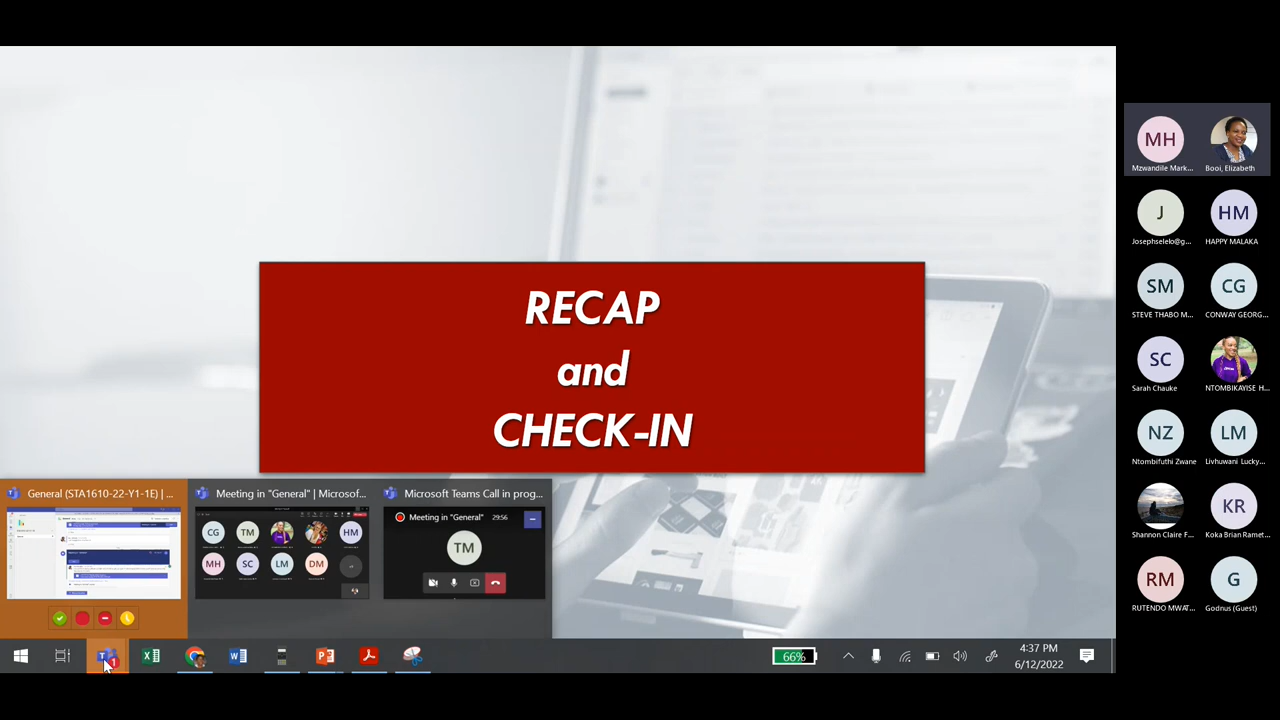 RECAP
and
CHECK-IN
General (STA1610-22-Y1-1E) | ...
Meeting in "General" | Microsof...
Microsoft Teams Call in prog...
CG
TM
HM
MH
SC
LM
DM
Meeting in "General"
29:56
TM
66%
4:37 PM
6/12/2022
MH
Mzwandile Mark...
Booi, Elizabeth
J
HM
Josephselelo@g...
HAPPY MALAKA
SM
CG
STEVE THABO M...
CONWAY GEORG...
SC
Sarah Chauke
NTOMBIKAYISE H...
NZ
LM
Ntombifuthi Zwane
Livhuwani Lucky...
KR
Shannon Claire F...
Koka Brian Ramet...
RM
G
RUTENDO MWAT...
Godnus (Guest)